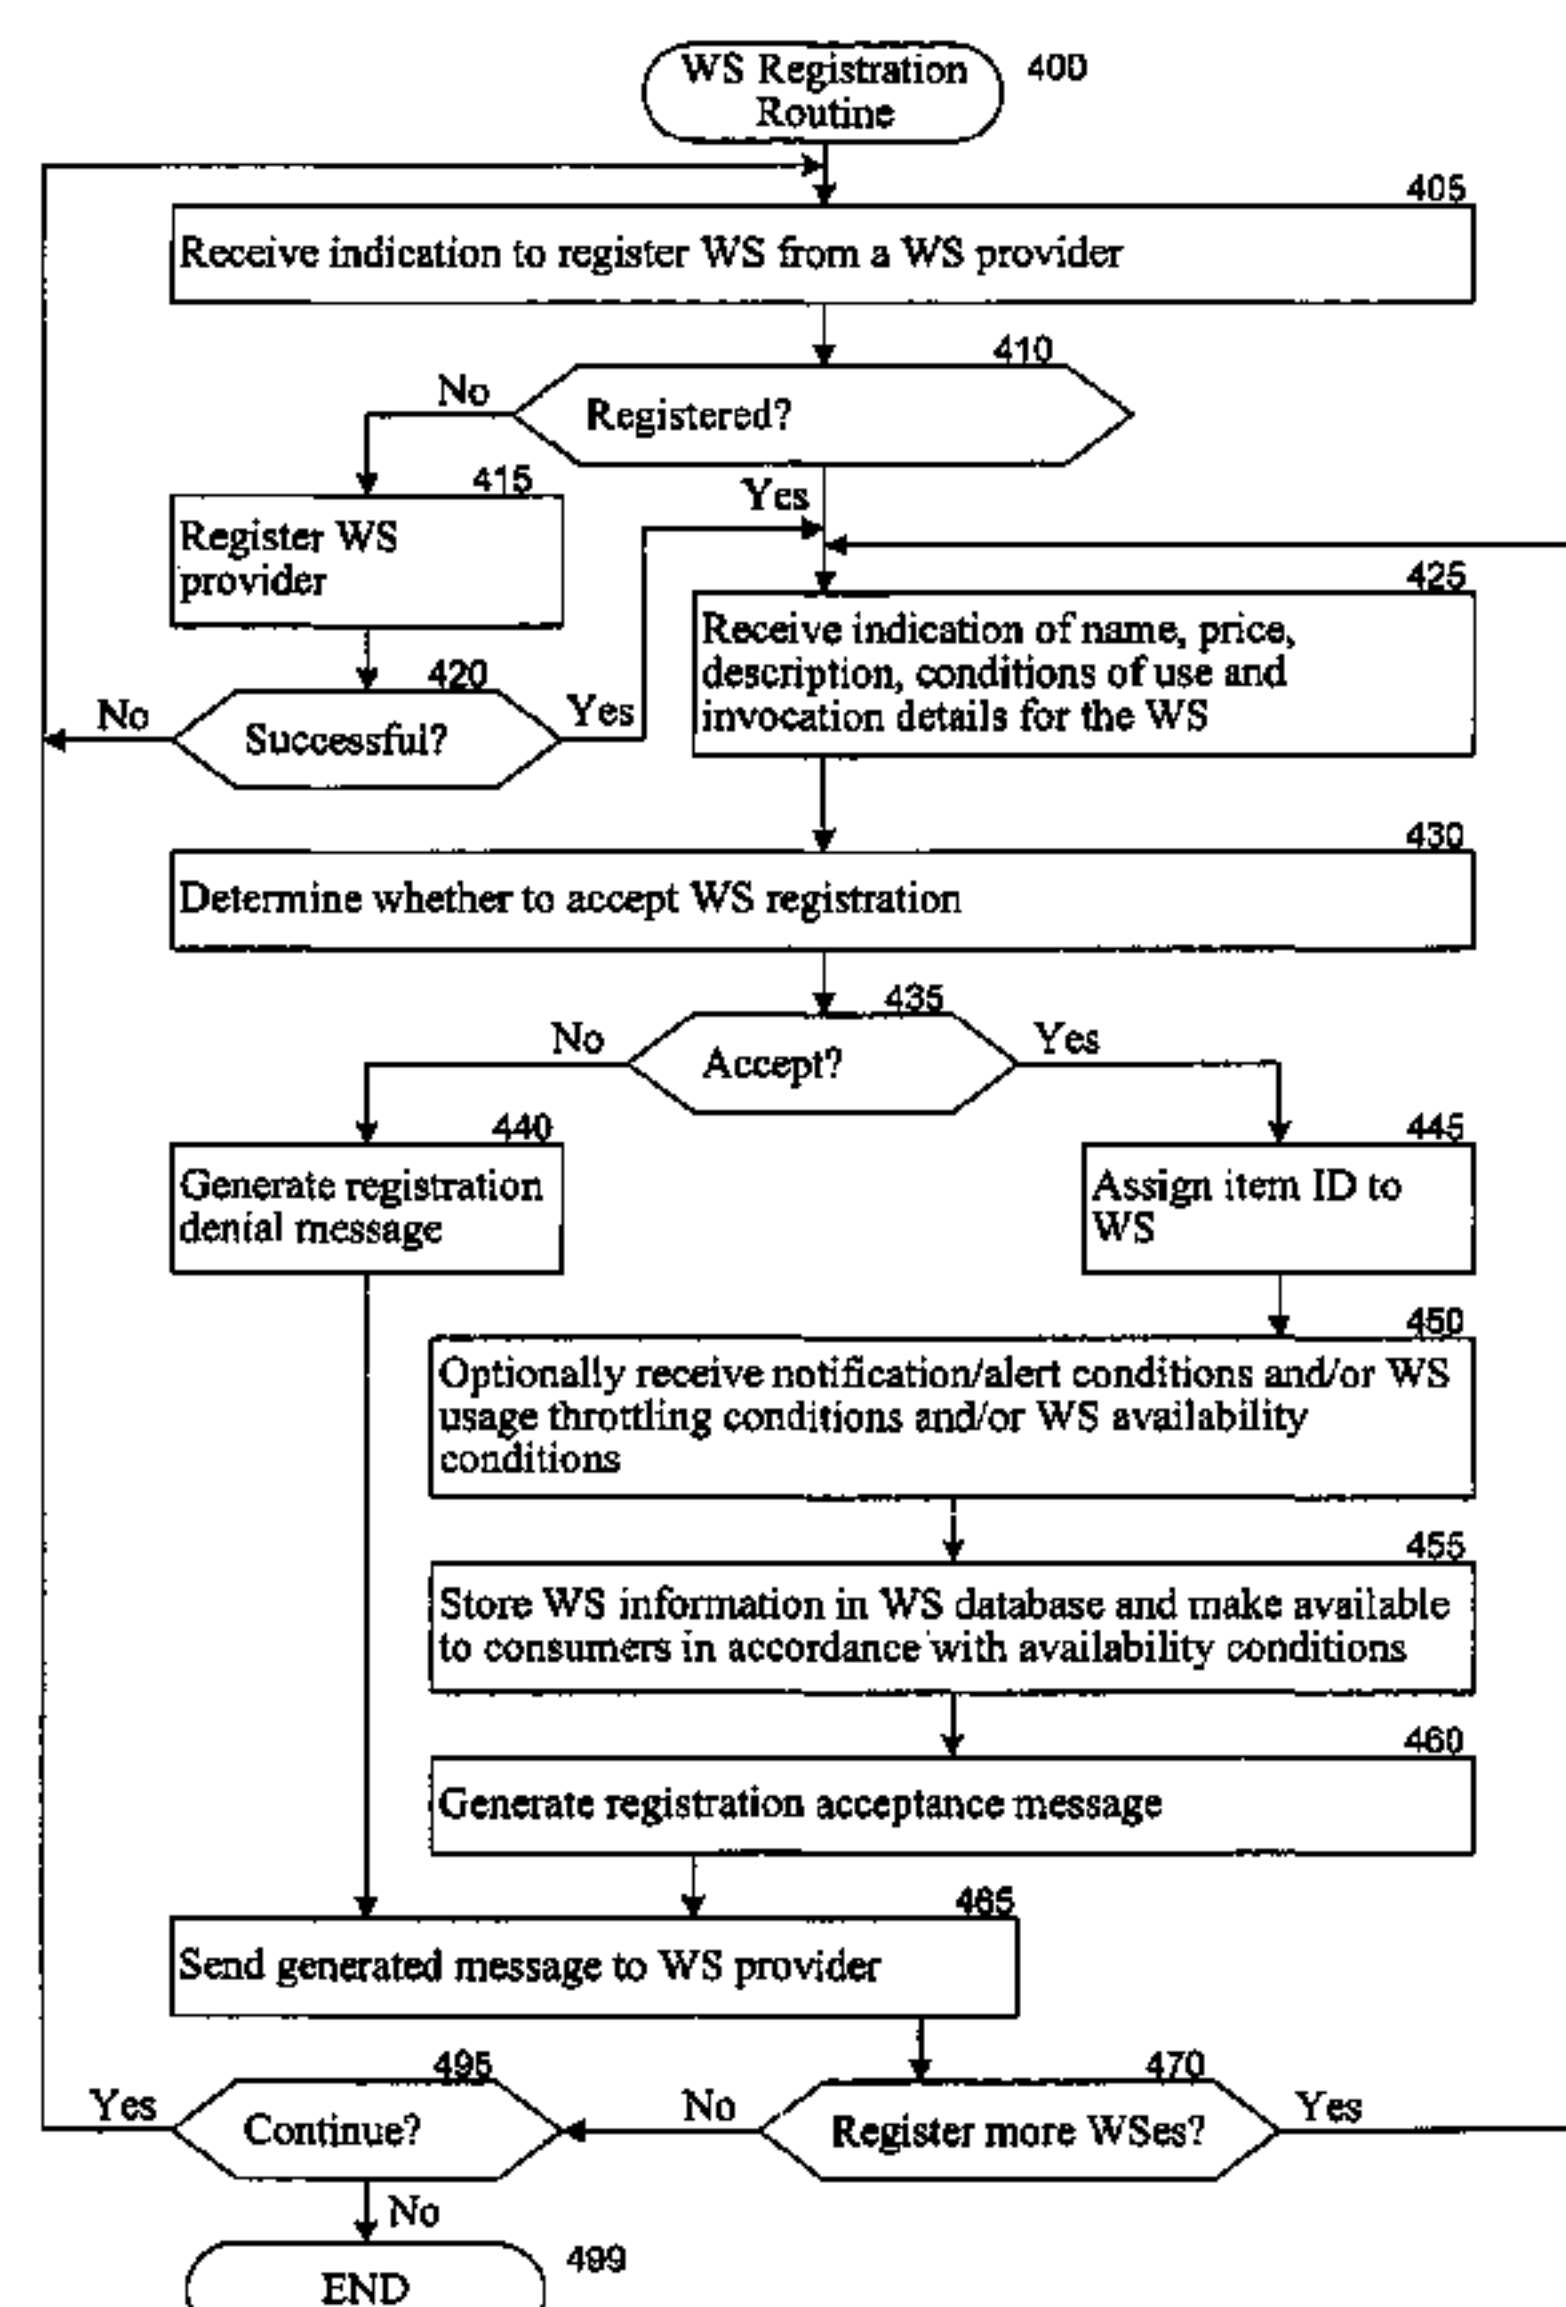 WS Registration
Routine
400
405
Receive indication to register WS from a WS provider
410
No
Registered?
415
Yes
Register WS
provider
425
Receive indication of name, price,
description, conditions of use and
invocation details for the WS
420
No
Successful?
Yes
430
Determine whether to accept WS registration
435
No
Accept?
Yes
440
Generate registration
denial message
445
Assign item ID to
WS
450
Optionally receive notification/alert conditions and/or WS
usage throttling conditions and/or WS availability
conditions
455
Store WS information in WS database and make available
to consumers in accordance with availability conditions
460
Generate registration acceptance message
465
Send generated message to WS provider
495
470
Yes
Continue?
No
Register more WSes?
Yes
No
499
END